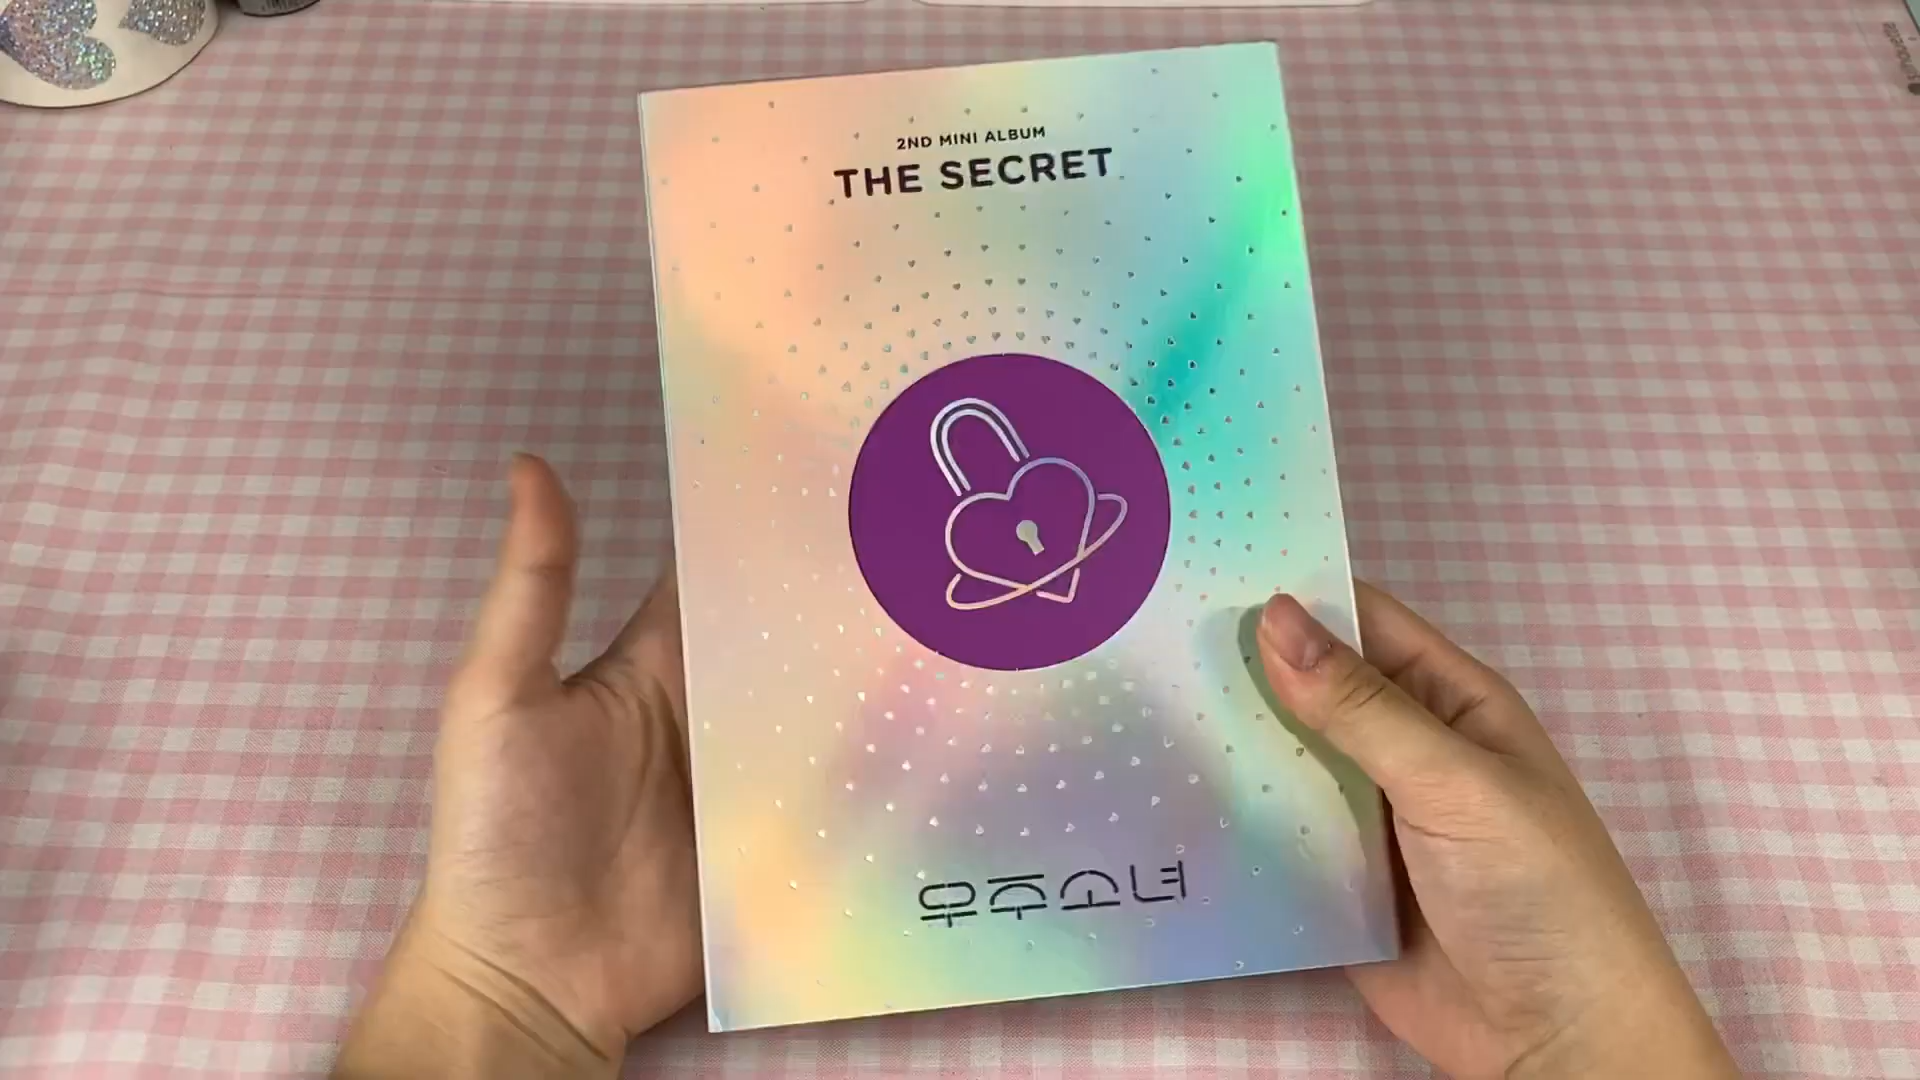 2ND MINI ALBUM
THE SECRET
우주소녀